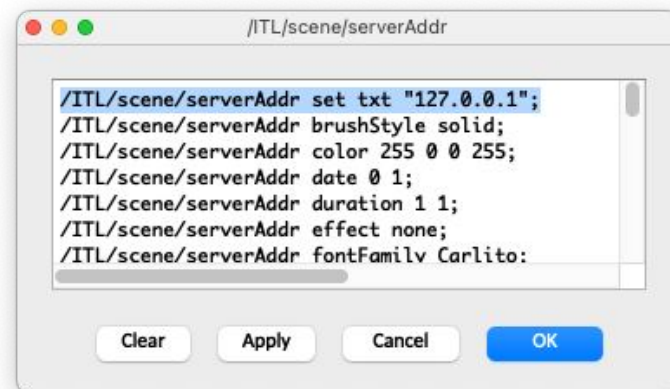 /ITL/scene/serverAddr
/ITL/scene/serverAddr set txt "127.0.0.1";
/ITL/scene/serverAddr brushStyle solid;
/ITL/scene/serverAddr color 255 0 0 255;
/ITL/scene/serverAddr date 0 1;
/ITL/scene/serverAddr duration 1 1;
/ITL/scene/serverAddr effect none;
/ITL/scene/serverAddr fontFamily Carlito;
Clear Apply Cancel OK